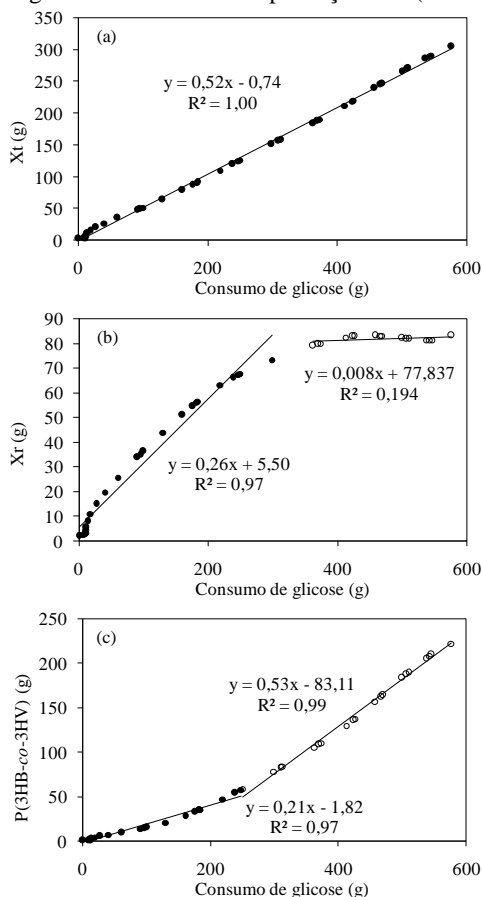 (a)
y = 0,52x - 0,74
R² = 1,00
Xt (g)
350
300
250
200
150
100
50
0
200
400
600
Consumo de glicose (g)
(b)
Xr (g)
90
80
70
60
50
40
30
20
10
0
y = 0,008x + 77,837
R² = 0,194
y = 0,26x + 5,50
R² = 0,97
0
200
400
600
Consumo de glicose (g)
(c)
P(3HB-co-3HV) (g)
250
200
150
100
50
0
y = 0,53x - 83,11
R² = 0,99
y = 0,21x - 1,82
R² = 0,97
0
200
400
600
Consumo de glicose (g)